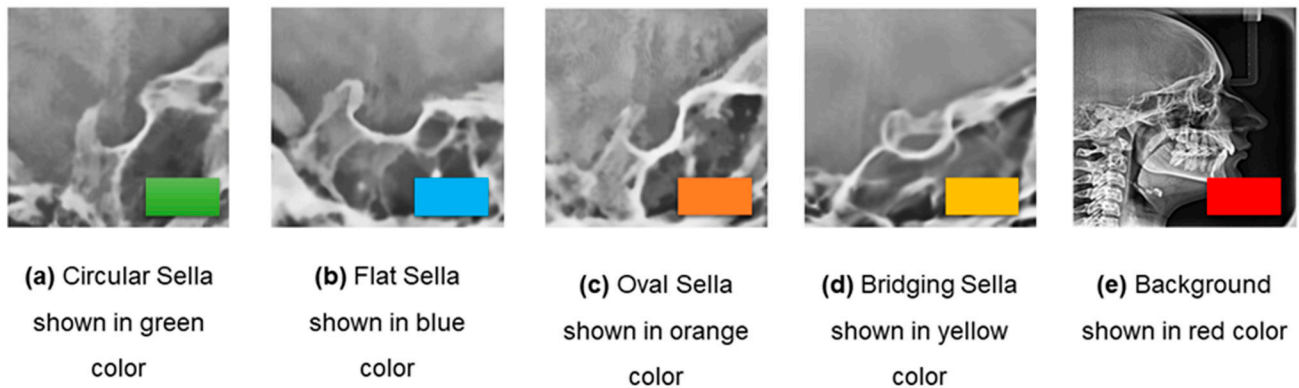 (a) Circular Sella
shown in green
color
(b) Flat Sella
shown in blue
color
(c) Oval Sella
shown in orange
color
(d) Bridging Sella
shown in yellow
color
(e) Background
shown in red color